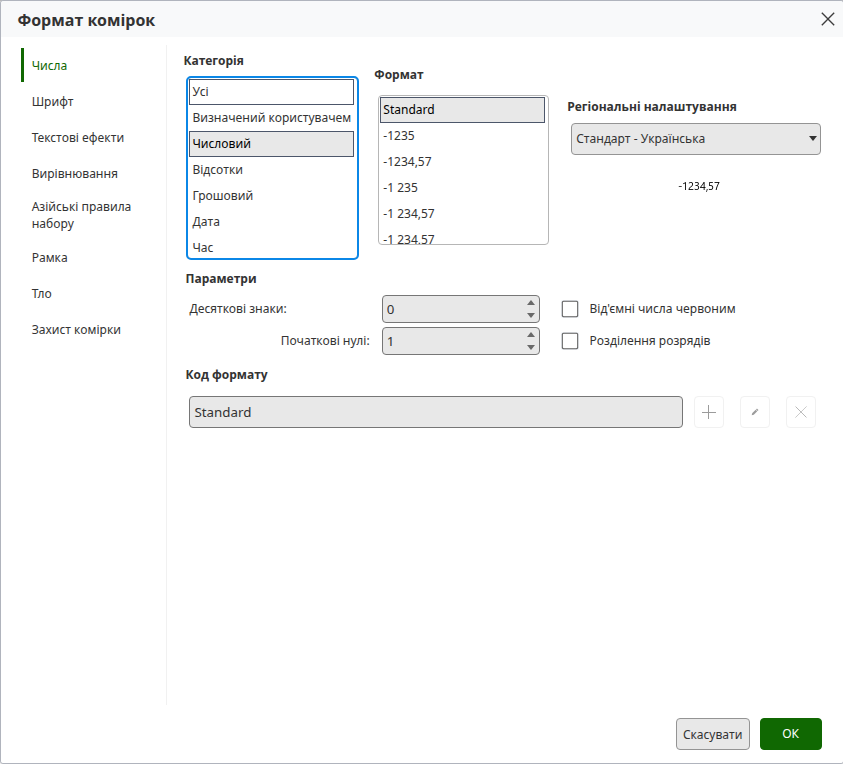 Формат комірок
Числа
Шрифт
Текстові ефекти
Вирівнювання
Азійські правила
набору
Рамка
Тло
Захист комірки
Категорія
Усі
Визначений користувачем
Числовий
Відсотки
Грошовий
Дата
Час
Формат
Standard
-1235
-1234,57
-1 235
-1 234,57
-1 234,57
Регіональні налаштування
Стандарт - Українська
-1234,57
Параметри
Десяткові знаки:
0
Від'ємні числа червоним
Початкові нулі:
1
Розділення розрядів
Код формату
Standard
Скасувати
OK